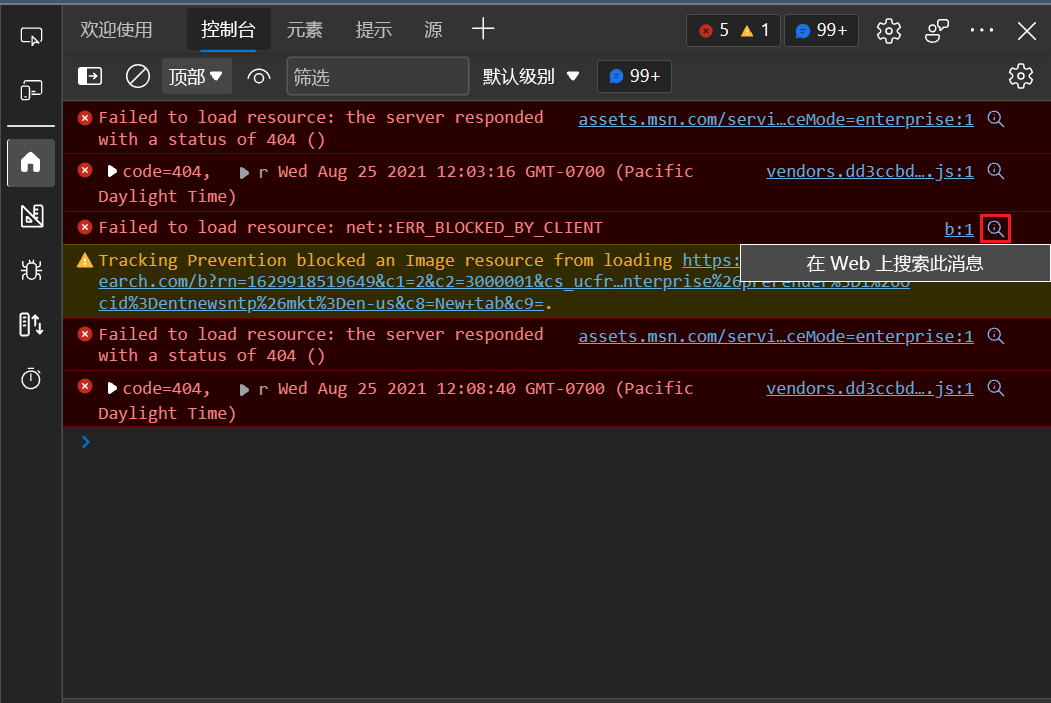 欢迎使用 控制台 元素 提示 源 5 1 99+
顶部 筛选 默认级别 99+
Failed to load resource: the server responded assets.msn.com/servi…ceMode=enterprise:1
with a status of 404 ()
code=404, r Wed Aug 25 2021 12:03:16 GMT-0700 (Pacific vendors.dd3ccbd….js:1
Daylight Time)
Failed to load resource: net::ERR_BLOCKED_BY_CLIENT b:1
Tracking Prevention blocked an Image resource from loading https:
在 Web 上搜索此消息
earch.com/b?rn=1629918519649&c1=2&c2=3000001&cs_ucfr…nterprise%26prerender%3D1%26o
cid%3Dentnewsntp%26mkt%3Den-us&c8=New+tab&c9=.
Failed to load resource: the server responded assets.msn.com/servi…ceMode=enterprise:1
with a status of 404 ()
code=404, r Wed Aug 25 2021 12:08:40 GMT-0700 (Pacific vendors.dd3ccbd….js:1
Daylight Time)